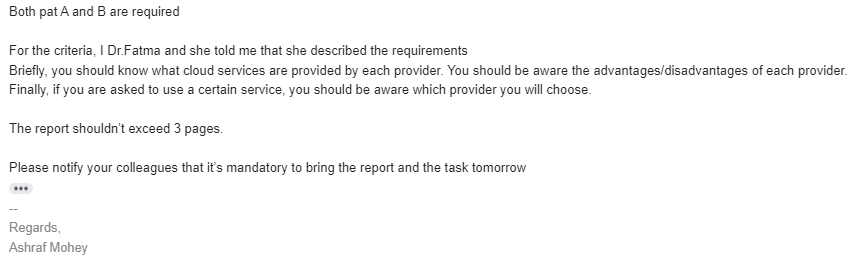 Both pat A and B are required
For the criteria, I Dr.Fatma and she told me that she described the requirements
Briefly, you should know what cloud services are provided by each provider. You should be aware the advantages/disadvantages of each provider.
Finally, if you are asked to use a certain service, you should be aware which provider you will choose.
The report shouldn't exceed 3 pages.
Please notify your colleagues that it's mandatory to bring the report and the task tomorrow
•••
--
Regards,
Ashraf Mohey